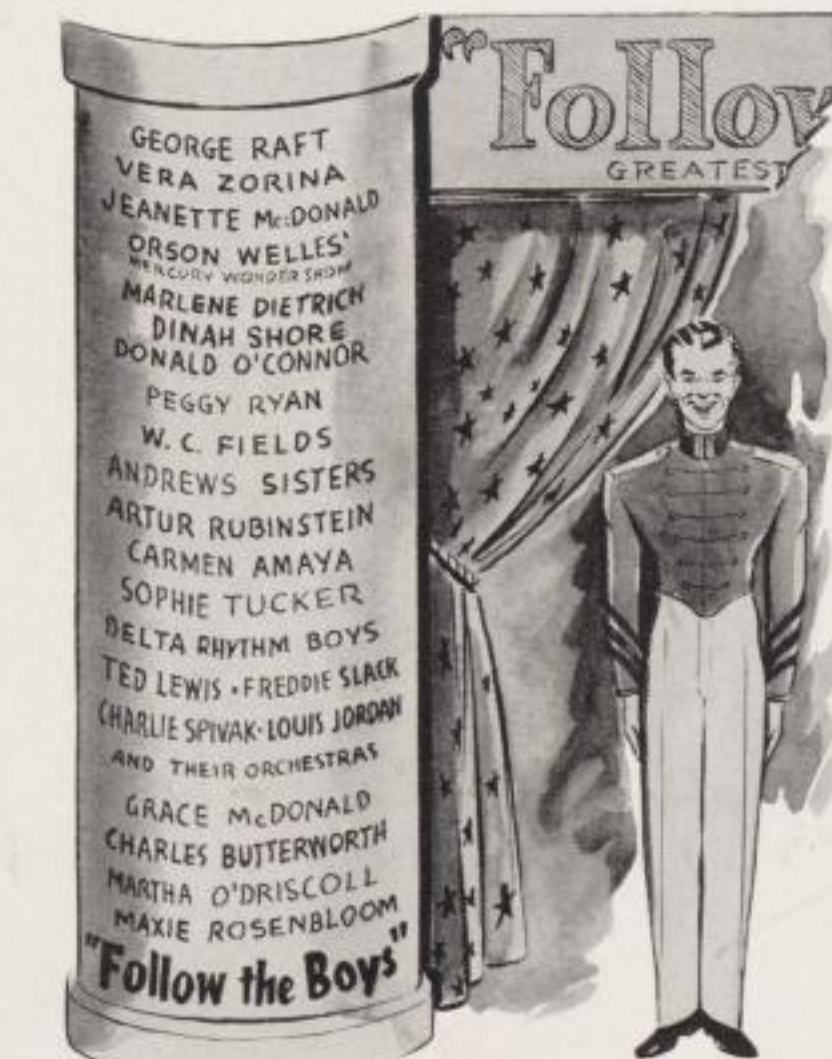 GEORGE RAFT
VERA ZORINA
JEANETTE McDONALD
ORSON WELLES'
MERCURY WONDER SHOW
MARLENE DIETRICH
DINAH SHORE
DONALD O'CONNOR
PEGGY RYAN
W. C. FIELDS
ANDREWS SISTERS
ARTUR RUBINSTEIN
CARMEN AMAYA
SOPHIE TUCKER
DELTA RHYTHM BOYS
TED LEWIS • FREDDIE SLACK
CHARLIE SPIVAK • LOUIS JORDAN
AND THEIR ORCHESTRAS
GRACE McDONALD
CHARLES BUTTERWORTH
MARTHA O'DRISCOLL
MAXIE ROSENBLOOM
"Follow the Boys"
"Follow
GREATEST